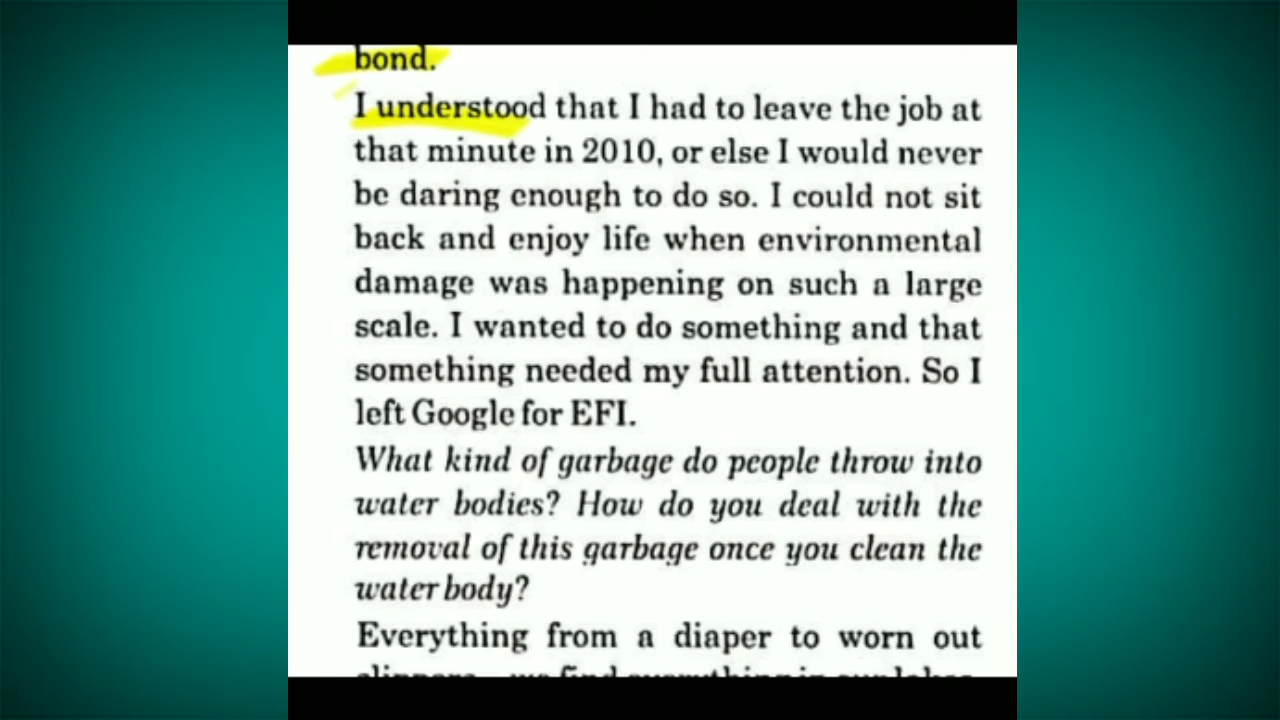 bond.
I understood that I had to leave the job at
that minute in 2010, or else I would never
be daring enough to do so. I could not sit
back and enjoy life when environmental
damage was happening on such a large
scale. I wanted to do something and that
something needed my full attention. So I
left Google for EFI.
What kind of garbage do people throw into
water bodies? How do you deal with the
removal of this garbage once you clean the
water body?
Everything from a diaper to worn out